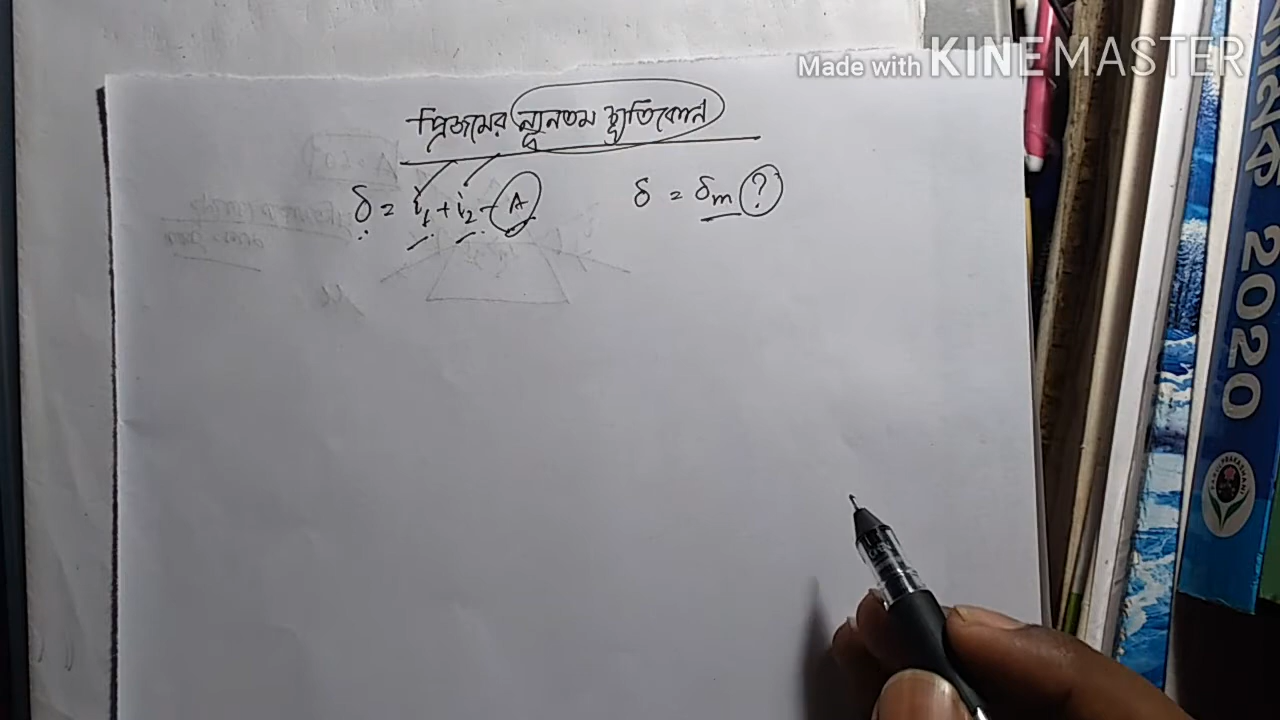 Made with KINEMASTER
প্রিজমের ন্যূনতম চ্যুতিকোন
δ = i₁ + i₂ - A
δ = δm ?
2020